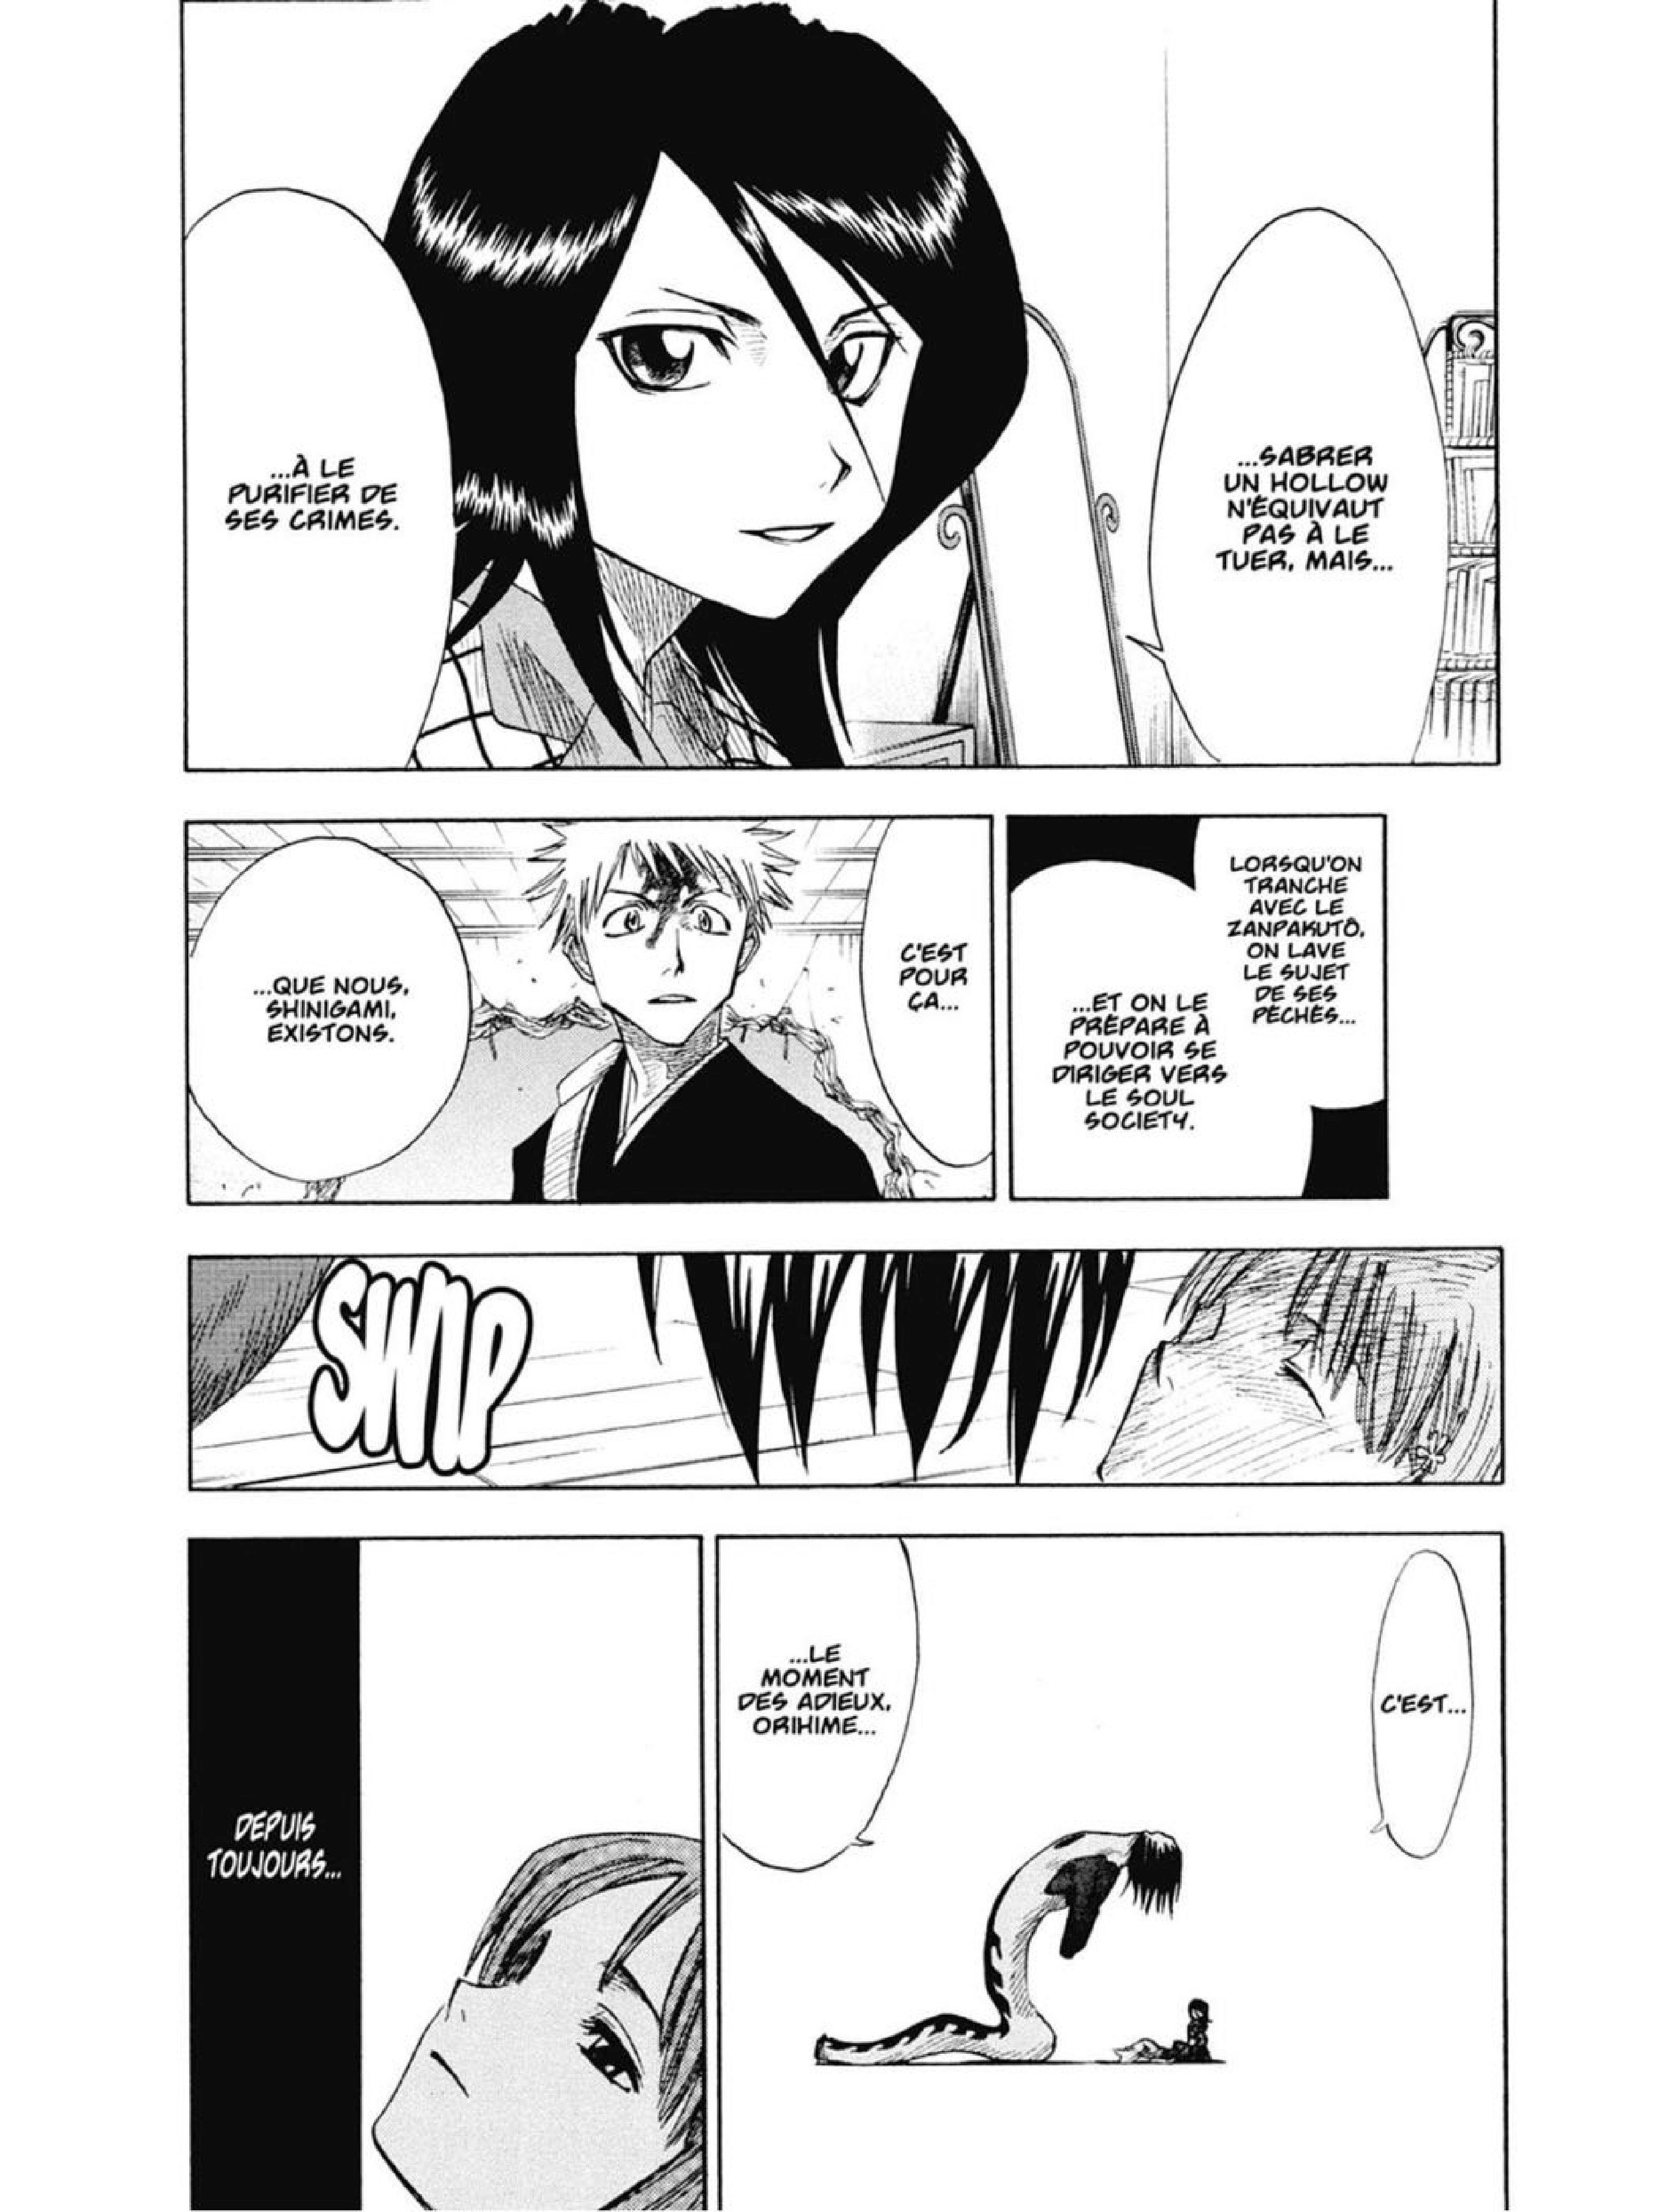 ...SABRER
UN HOLLOW
N'ÉQUIVAUT
PAS À LE
TUER, MAIS...
...À LE
PURIFIER DE
SES CRIMES.
LORSQU'ON
TRANCHE
AVEC LE
ZANPAKUTÔ,
ON LAVE
LE SUJET
DE SES
PÉCHÉS...
...ET ON LE
PRÉPARE À
POUVOIR SE
DIRIGER VERS
LE SOUL
SOCIETY.
C'EST
POUR
ÇA...
...QUE NOUS,
SHINIGAMI,
EXISTONS.
SWIP
C'EST...
...LE
MOMENT
DES ADIEUX,
ORIHIME...
DEPUIS
TOUJOURS...